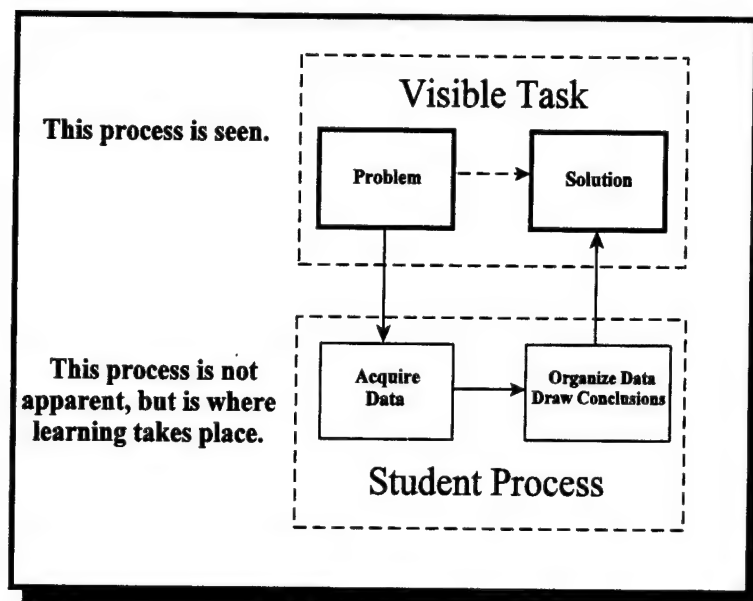 Visible Task
This process is seen.
Problem
Solution
This process is not
apparent, but is where
learning takes place.
Acquire
Data
Organize Data
Draw Conclusions
Student Process